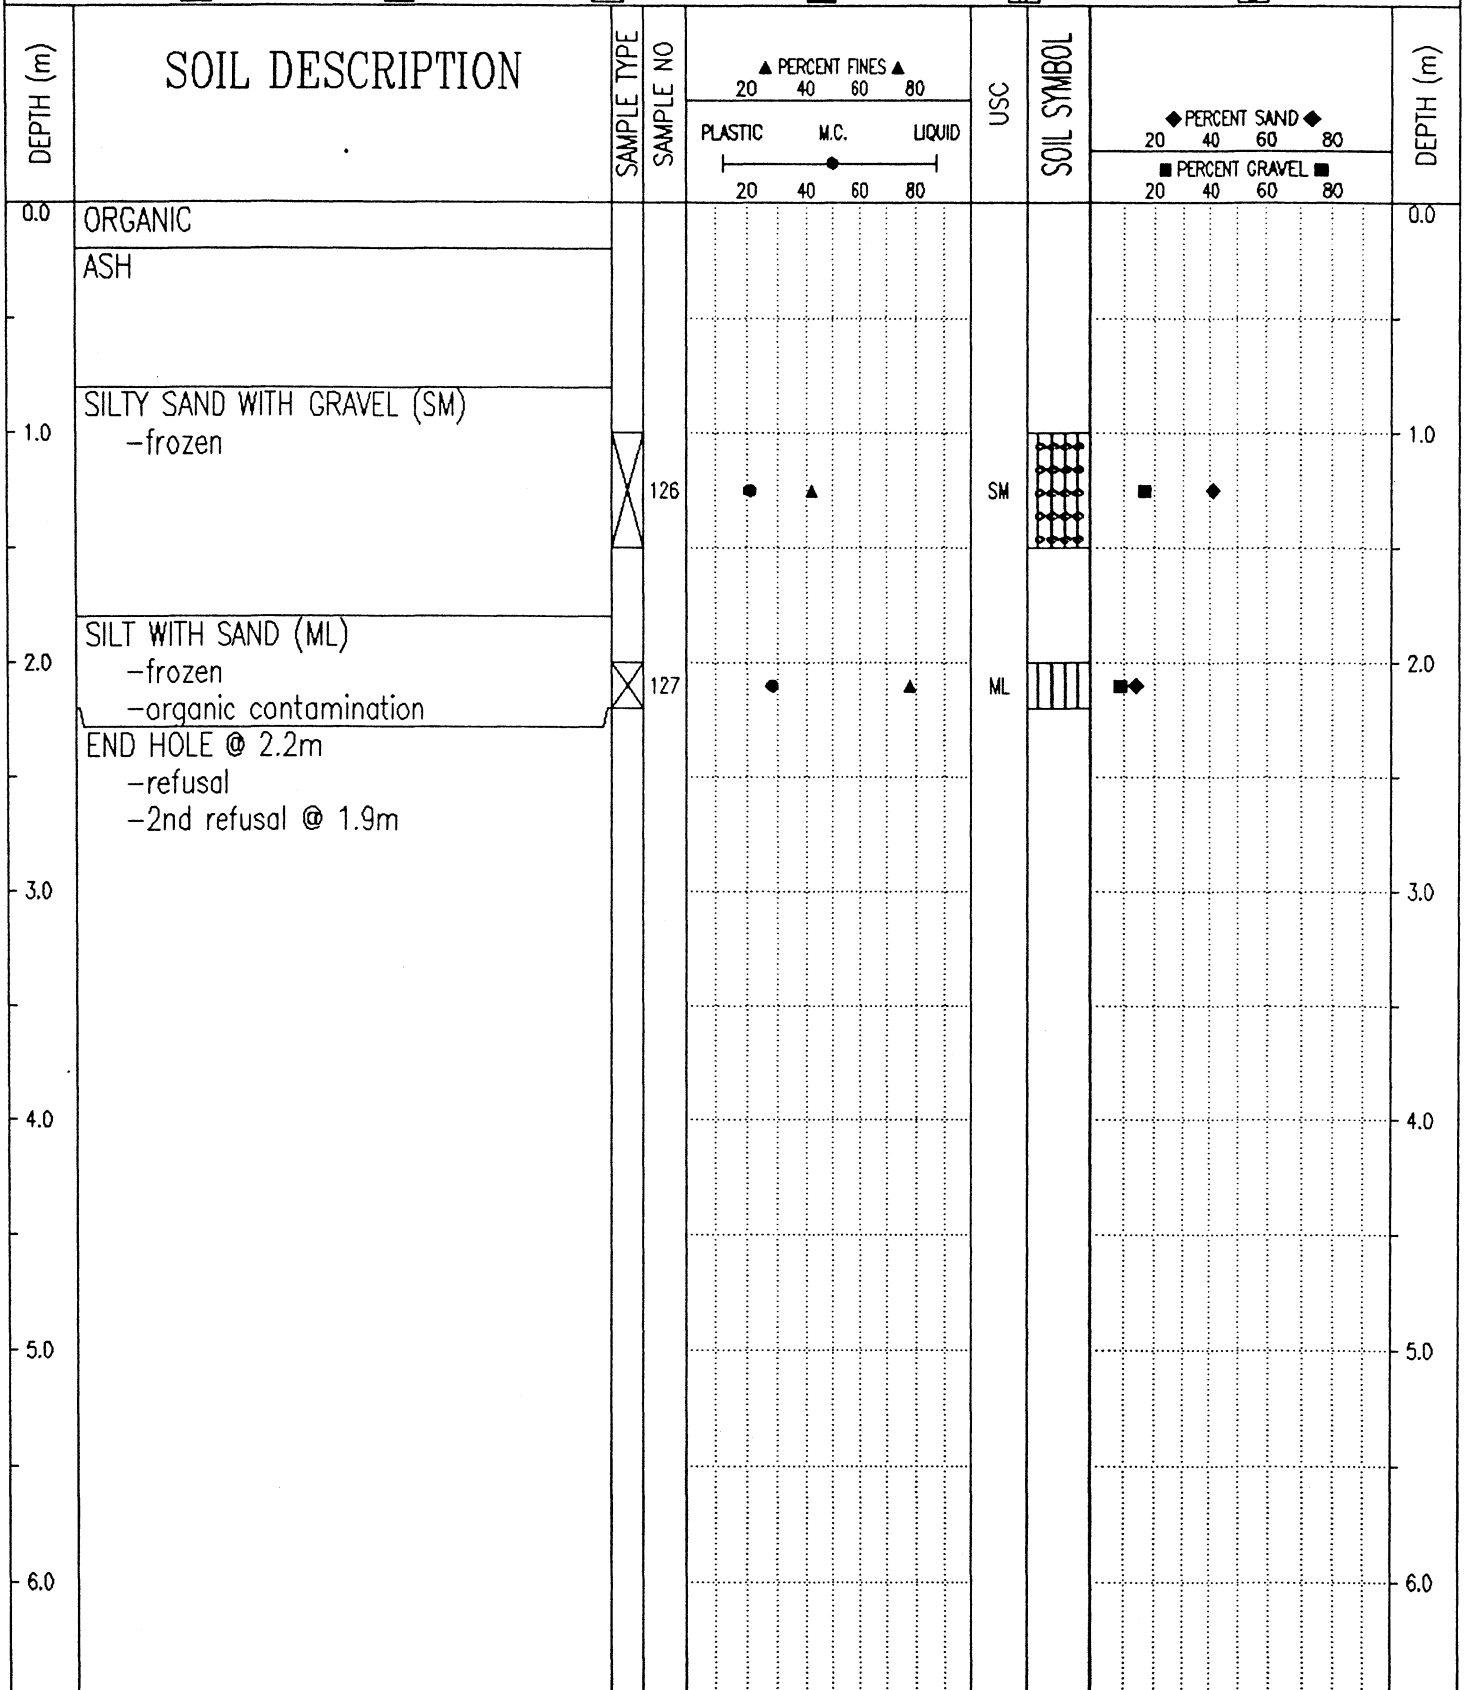 DEPTH (m)
SOIL DESCRIPTION
SAMPLE TYPE
SAMPLE NO
▲ PERCENT FINES ▲
20 40 60 80
PLASTIC M.C. LIQUID
20 40 60 80
USC
SOIL SYMBOL
◆ PERCENT SAND ◆
20 40 60 80
■ PERCENT GRAVEL ■
20 40 60 80
DEPTH (m)
0.0 ORGANIC 0.0
ASH
SILTY SAND WITH GRAVEL (SM)
1.0 -frozen 1.0
126 SM
SILT WITH SAND (ML)
2.0 -frozen 2.0
127 ML
-organic contamination
END HOLE @ 2.2m
-refusal
-2nd refusal @ 1.9m
3.0 3.0
4.0 4.0
5.0 5.0
6.0 6.0